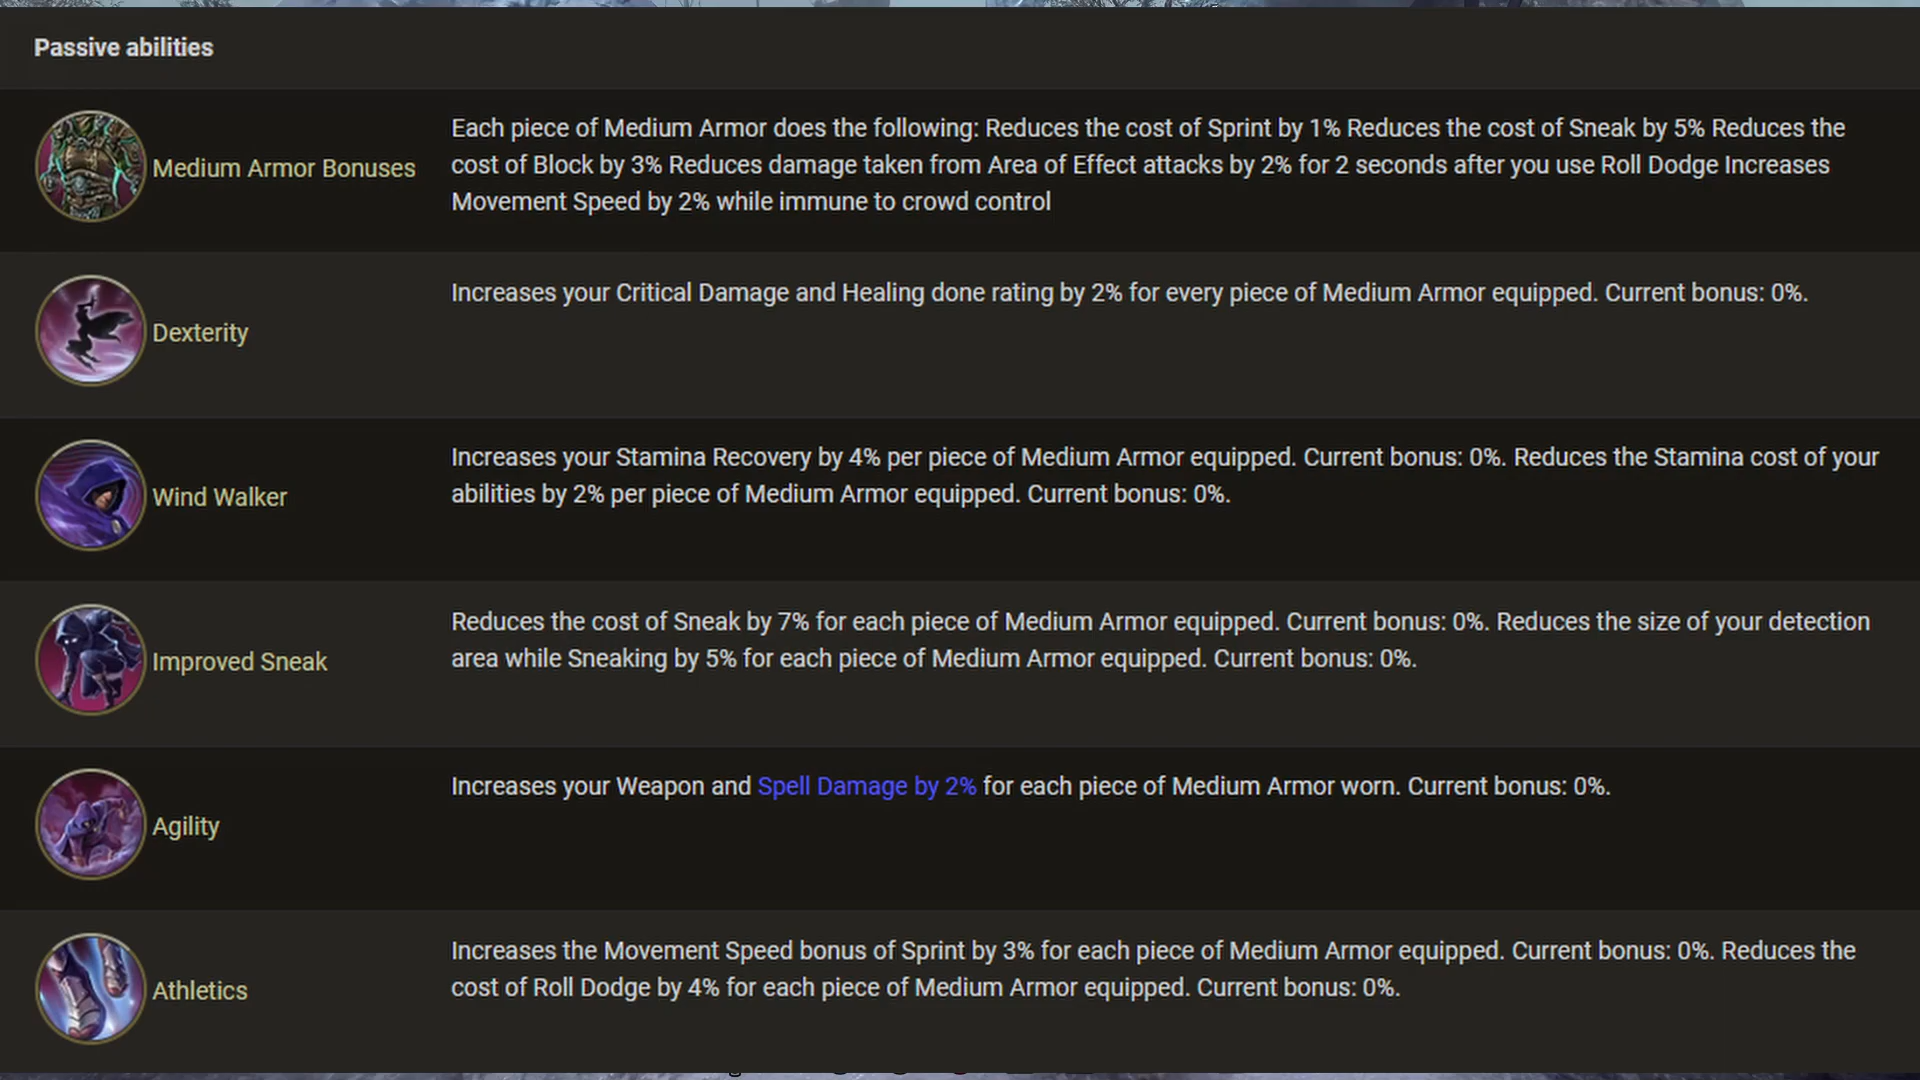 Passive abilities
Medium Armor Bonuses
Each piece of Medium Armor does the following: Reduces the cost of Sprint by 1% Reduces the cost of Sneak by 5% Reduces the
cost of Block by 3% Reduces damage taken from Area of Effect attacks by 2% for 2 seconds after you use Roll Dodge Increases
Movement Speed by 2% while immune to crowd control
Dexterity
Increases your Critical Damage and Healing done rating by 2% for every piece of Medium Armor equipped. Current bonus: 0%.
Wind Walker
Increases your Stamina Recovery by 4% per piece of Medium Armor equipped. Current bonus: 0%. Reduces the Stamina cost of your
abilities by 2% per piece of Medium Armor equipped. Current bonus: 0%.
Improved Sneak
Reduces the cost of Sneak by 7% for each piece of Medium Armor equipped. Current bonus: 0%. Reduces the size of your detection
area while Sneaking by 5% for each piece of Medium Armor equipped. Current bonus: 0%.
Agility
Increases your Weapon and Spell Damage by 2% for each piece of Medium Armor worn. Current bonus: 0%.
Athletics
Increases the Movement Speed bonus of Sprint by 3% for each piece of Medium Armor equipped. Current bonus: 0%. Reduces the
cost of Roll Dodge by 4% for each piece of Medium Armor equipped. Current bonus: 0%.